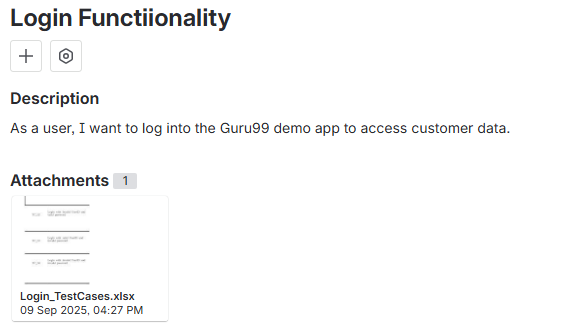 Login Functiionality
Description
As a user, I want to log into the Guru99 demo app to access customer data.
Attachments 1
Login_TestCases.xlsx
09 Sep 2025, 04:27 PM